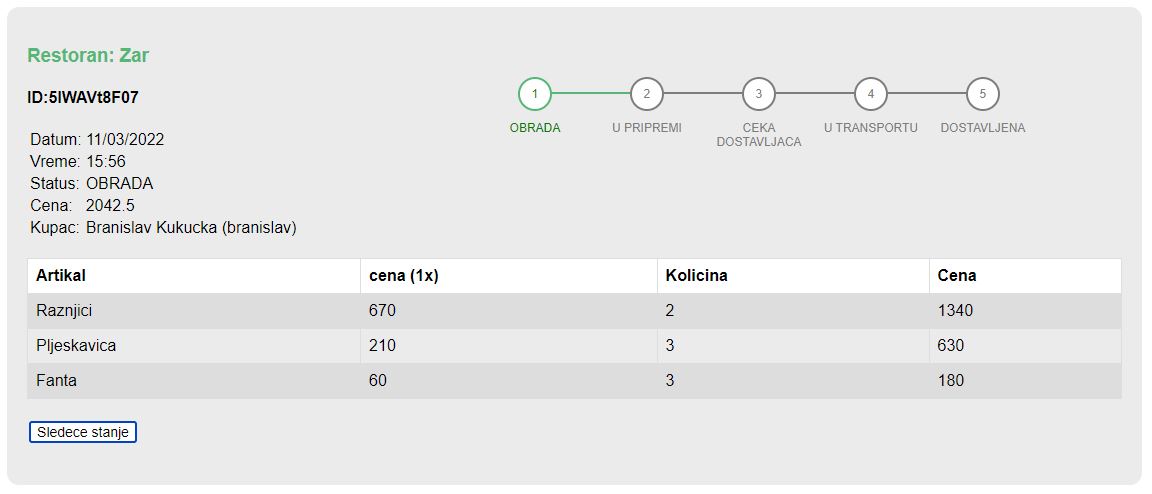 Restoran: Zar
ID:5lWAVt8F07
1 2 3 4 5
OBRADA U PRIPREMI CEKA DOSTAVLJACA U TRANSPORTU DOSTAVLJENA
Datum: 11/03/2022
Vreme: 15:56
Status: OBRADA
Cena: 2042.5
Kupac: Branislav Kukucka (branislav)
Artikal cena (1x) Kolicina Cena
Raznjici 670 2 1340
Pljeskavica 210 3 630
Fanta 60 3 180
Sledece stanje